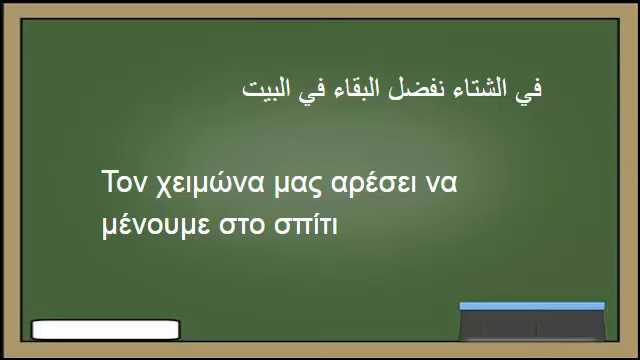 في الشتاء نفضل البقاء في البيت
Τον χειμώνα μας αρέσει να
μένουμε στο σπίτι